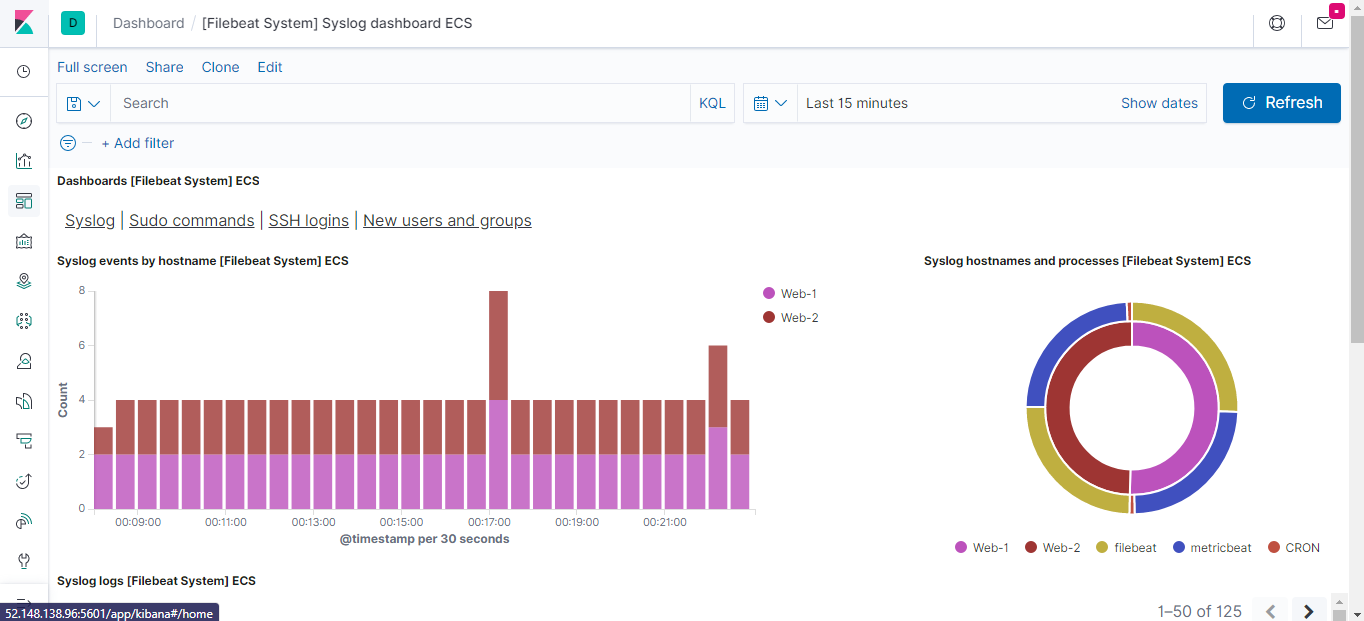 D Dashboard / [Filebeat System] Syslog dashboard ECS
Full screen Share Clone Edit
Search KQL Last 15 minutes Show dates Refresh
+ Add filter
Dashboards [Filebeat System] ECS
Syslog | Sudo commands | SSH logins | New users and groups
Syslog events by hostname [Filebeat System] ECS
8
6
4
2
0
Count
00:09:00 00:11:00 00:13:00 00:15:00 00:17:00 00:19:00 00:21:00
@timestamp per 30 seconds
Web-1
Web-2
Syslog hostnames and processes [Filebeat System] ECS
Web-1 Web-2 filebeat metricbeat CRON
Syslog logs [Filebeat System] ECS
1–50 of 125
52.148.138.96:5601/app/kibana#/home